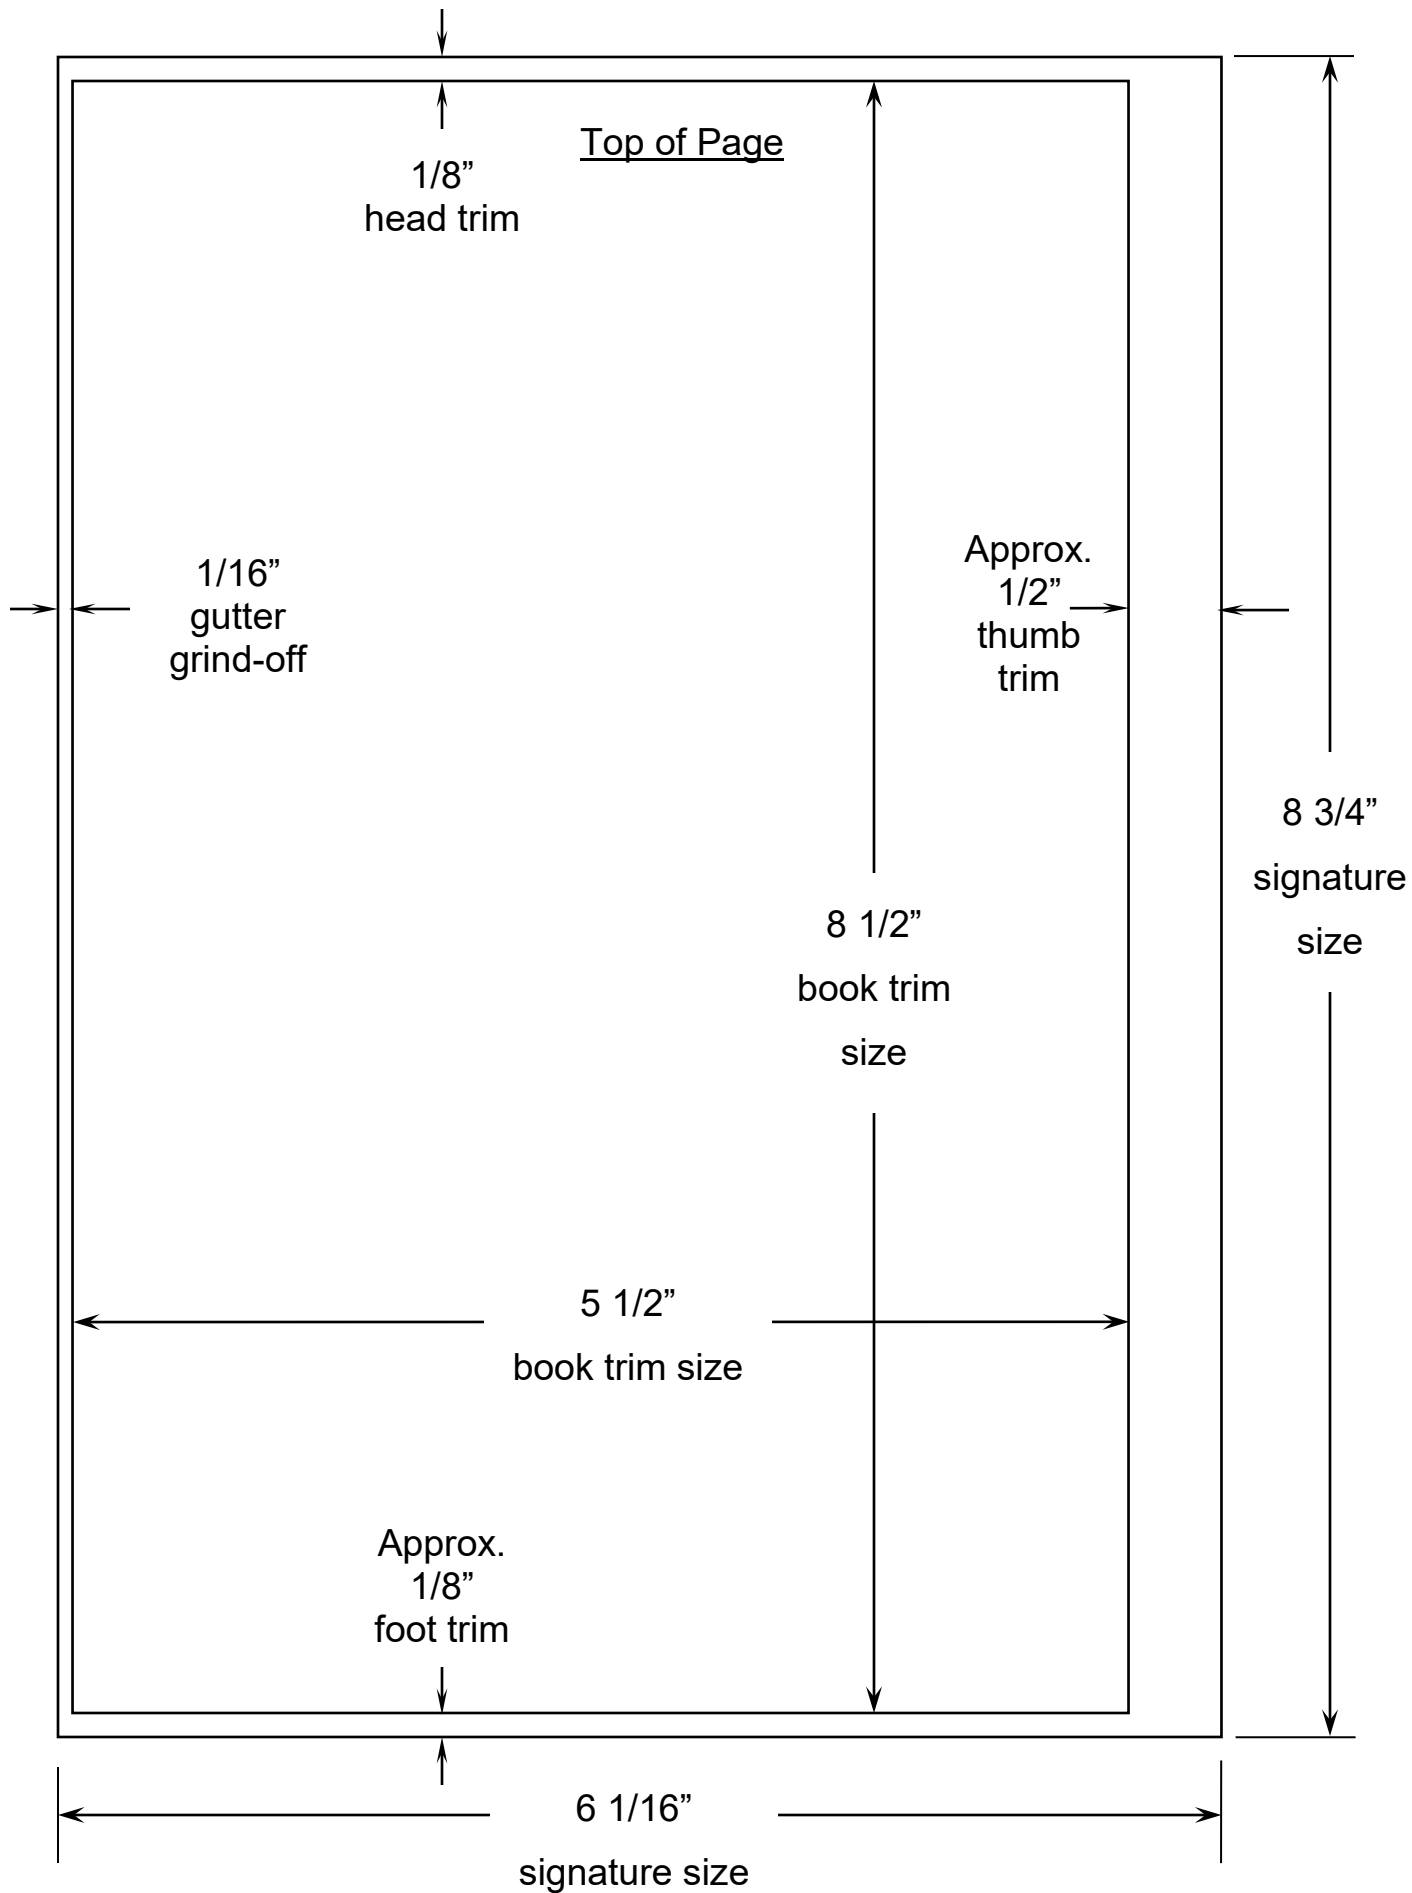 Top of Page
1/8”
head trim
1/16”
gutter
grind-off
Approx.
1/2”
thumb
trim
8 3/4”
signature
size
8 1/2”
book trim
size
5 1/2”
book trim size
Approx.
1/8”
foot trim
6 1/16”
signature size